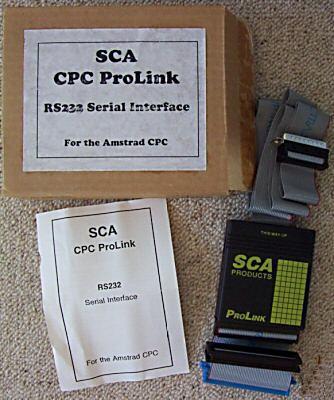 SCA
CPC ProLink
RS232 Serial Interface
For the Amstrad CPC
SCA
CPC ProLink
RS232
Serial Interface
For the Amstrad CPC
THIS WAY UP
SCA
PRODUCTS
PROLINK